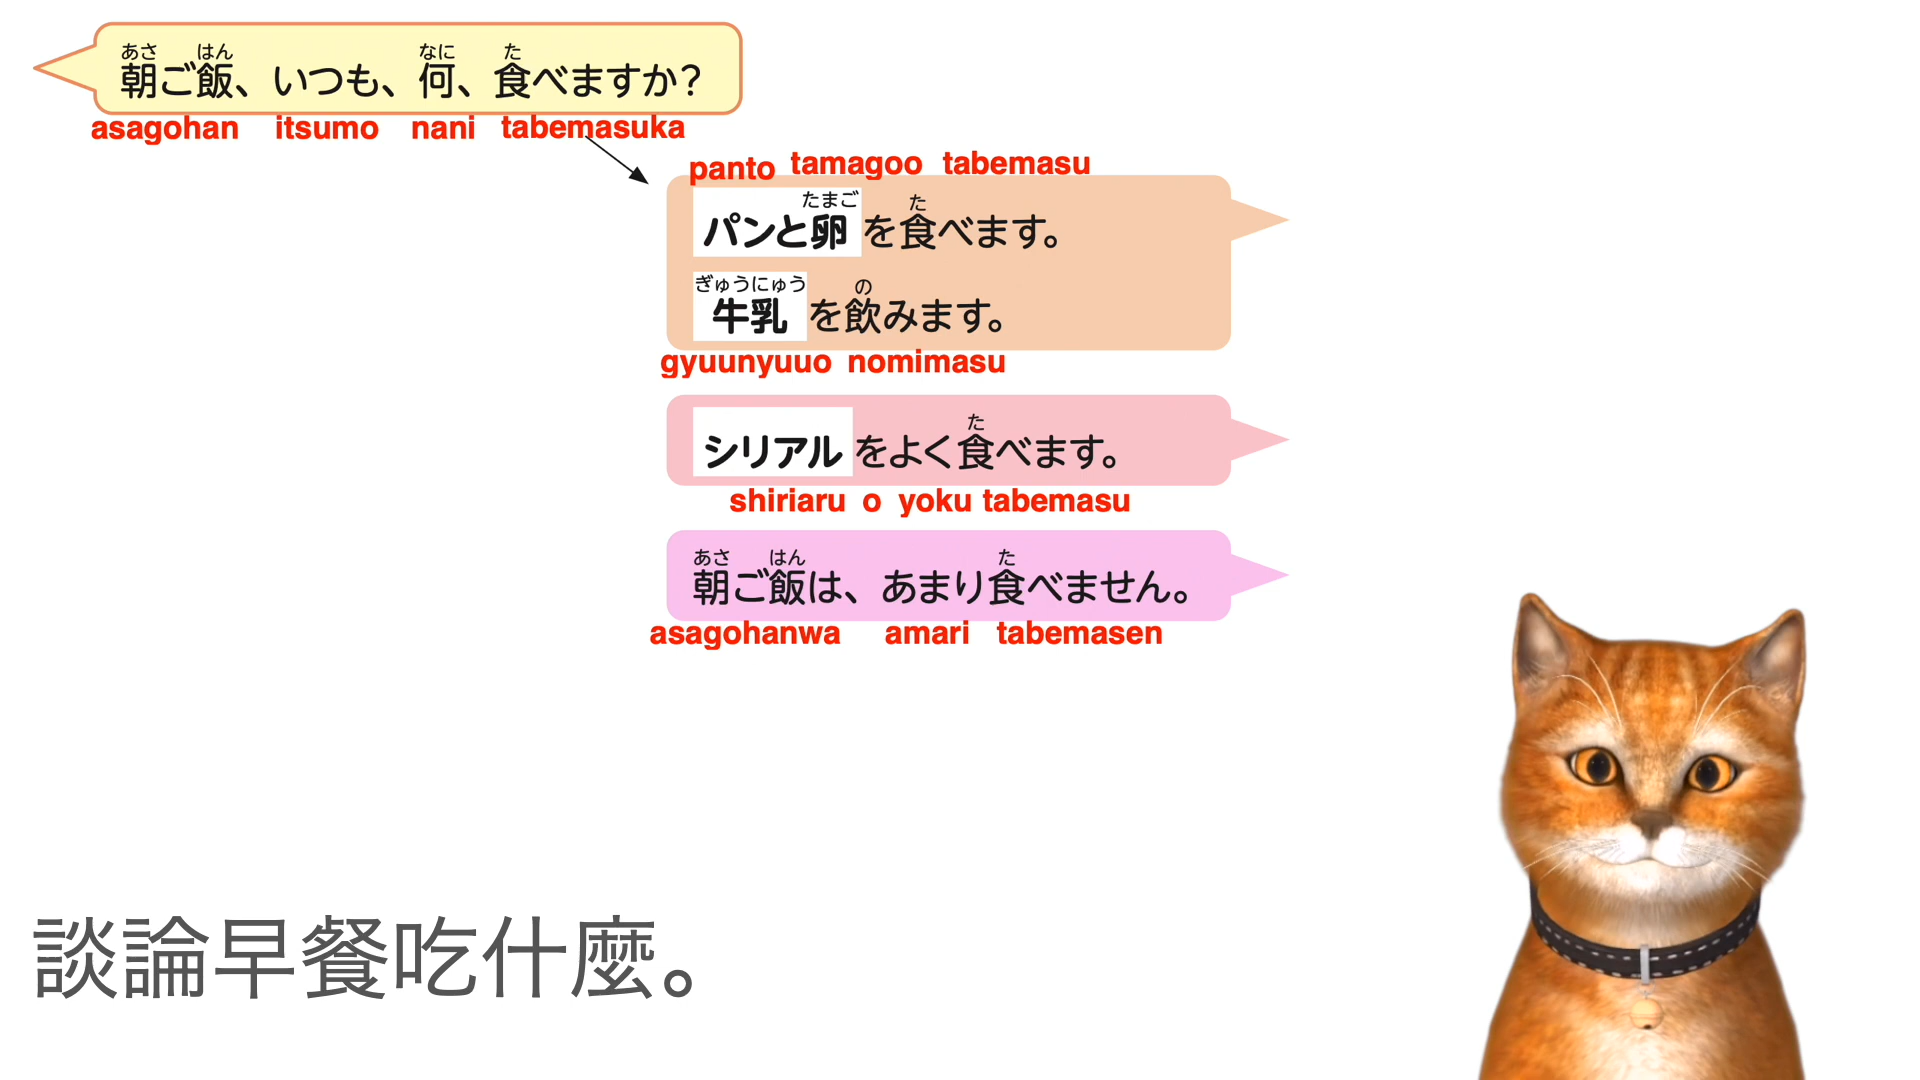 あさ はん なに た
朝ご飯、いつも、何、食べますか?
asagohan itsumo nani tabemasuka
panto tamagoo tabemasu
たまご た
パンと卵を食べます。
ぎゅうにゅう の
牛乳を飲みます。
gyuunyuuo nomimasu
た
シリアルをよく食べます。
shiriaru o yoku tabemasu
あさ はん た
朝ご飯は、あまり食べません。
asagohanwa amari tabemasen
談論早餐吃什麼。